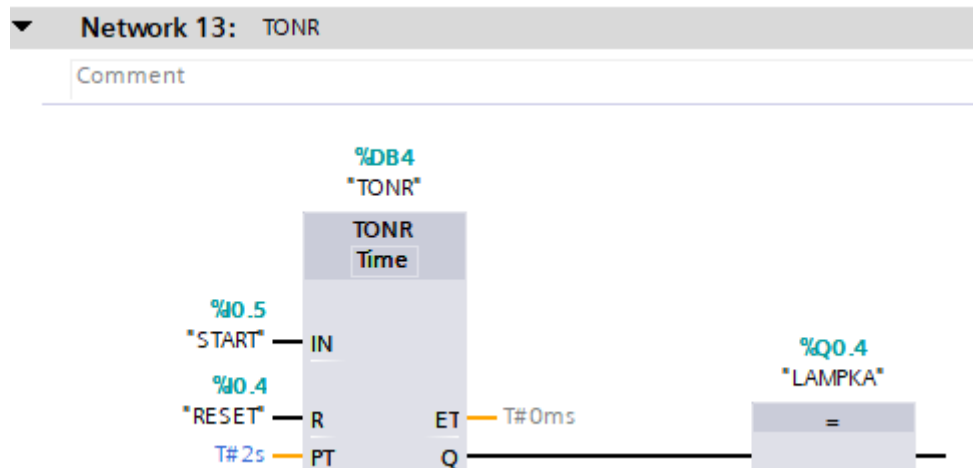 Network 13: TONR
Comment
%DB4
"TONR"
TONR
Time
%I0.5
"START"
IN
%Q0.4
"LAMPKA"
%I0.4
"RESET"
R
ET
T#0ms
=
T#2s
PT
Q